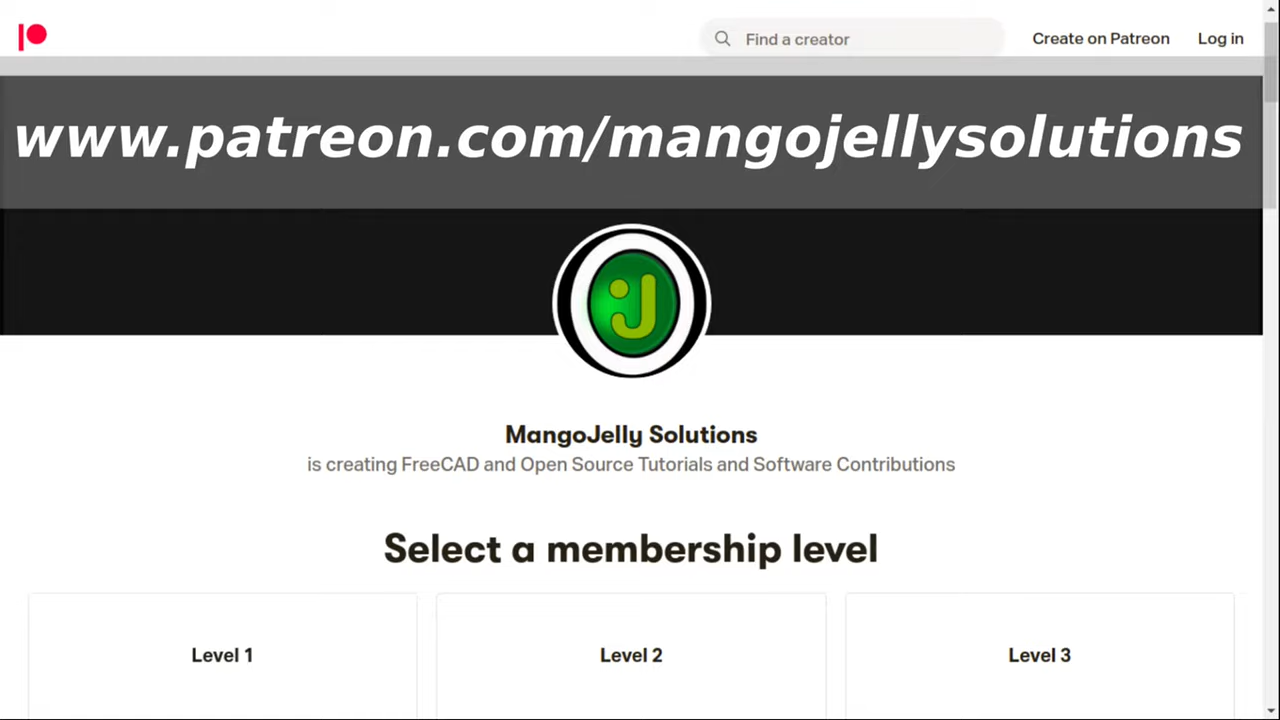 Find a creator
Create on Patreon
Log in
www.patreon.com/mangojellysolutions
J
MangoJelly Solutions
is creating FreeCAD and Open Source Tutorials and Software Contributions
Select a membership level
Level 1
Level 2
Level 3